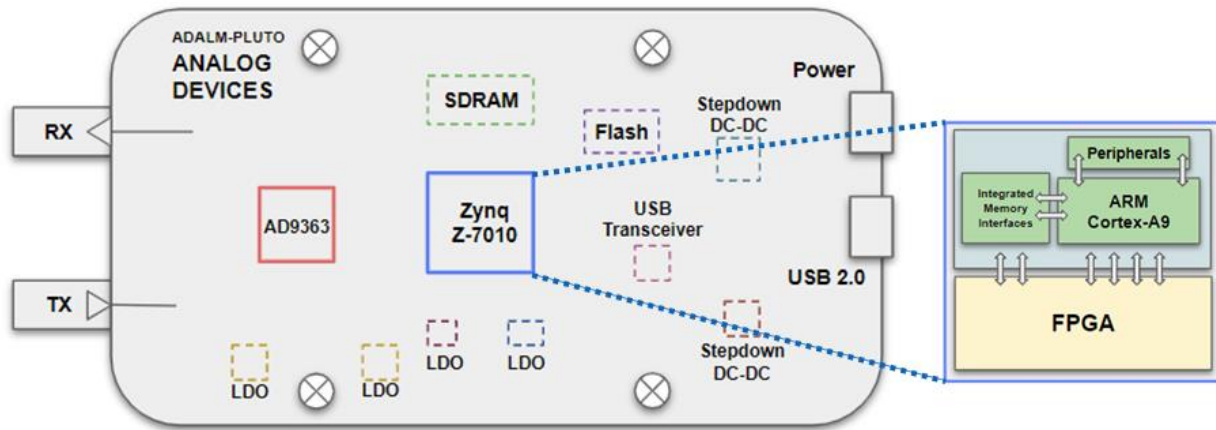 ADALM-PLUTO
ANALOG
DEVICES
RX
TX
SDRAM
Flash
Stepdown
DC-DC
Power
AD9363
Zynq
Z-7010
USB
Transceiver
USB 2.0
LDO
LDO
LDO
LDO
Stepdown
DC-DC
Peripherals
Integrated
Memory
Interfaces
ARM
Cortex-A9
FPGA